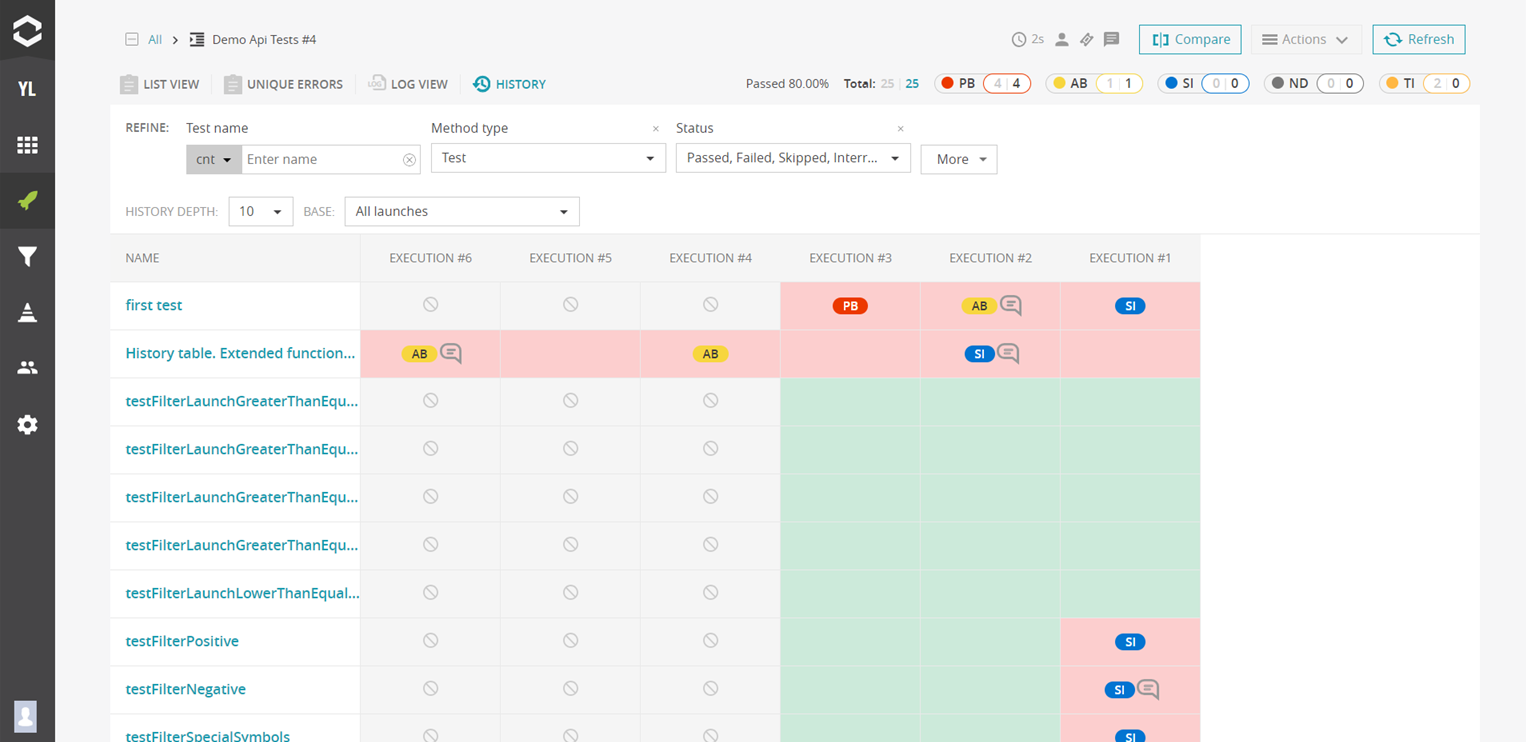 All > Demo Api Tests #4 2s Compare Actions Refresh
YL
LIST VIEW UNIQUE ERRORS LOG VIEW HISTORY Passed 80.00% Total: 25 25 PB 4 4 AB 1 1 SI 0 0 ND 0 0 TI 2 0
REFINE: Test name Method type × Status ×
cnt Enter name Test Passed, Failed, Skipped, Interr... More
HISTORY DEPTH: 10 BASE: All launches
NAME EXECUTION #6 EXECUTION #5 EXECUTION #4 EXECUTION #3 EXECUTION #2 EXECUTION #1
first test PB AB SI
History table. Extended function... AB AB SI
testFilterLaunchGreaterThanEqu...
testFilterLaunchGreaterThanEqu...
testFilterLaunchGreaterThanEqu...
testFilterLaunchGreaterThanEqu...
testFilterLaunchLowerThanEqual...
testFilterPositive SI
testFilterNegative SI
testFilterSpecialSymbols SI